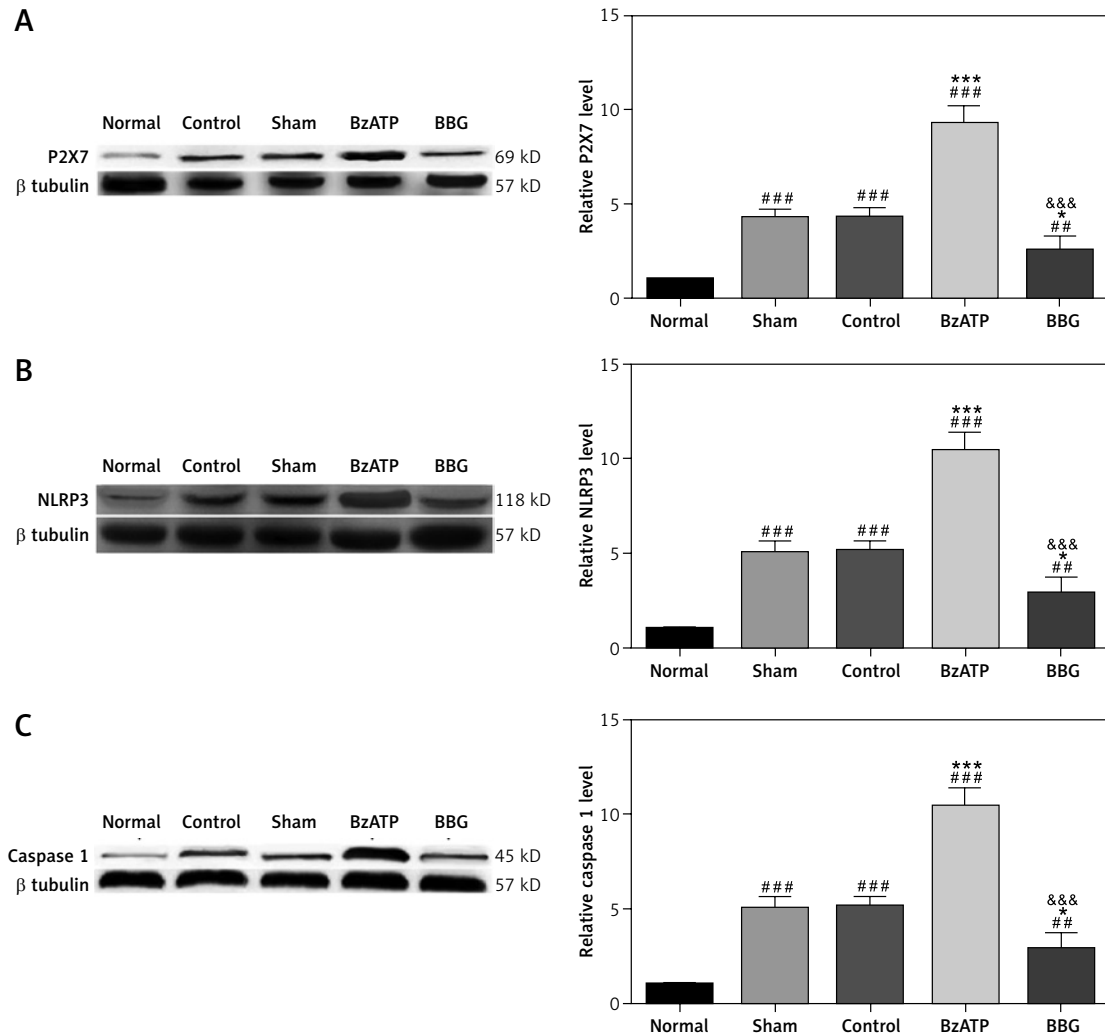 A
Normal Control Sham BzATP BBG
P2X7 69 kD
β tubulin 57 kD
Relative P2X7 level
15
10
5
0
***
###
### ###
&&&
*
##
Normal Sham Control BzATP BBG
B
Normal Control Sham BzATP BBG
NLRP3 118 kD
β tubulin 57 kD
Relative NLRP3 level
15
10
5
0
***
###
### ###
&&&
*
##
Normal Sham Control BzATP BBG
C
Normal Control Sham BzATP BBG
Caspase 1 45 kD
β tubulin 57 kD
Relative caspase 1 level
15
10
5
0
***
###
### ###
&&&
*
##
Normal Sham Control BzATP BBG